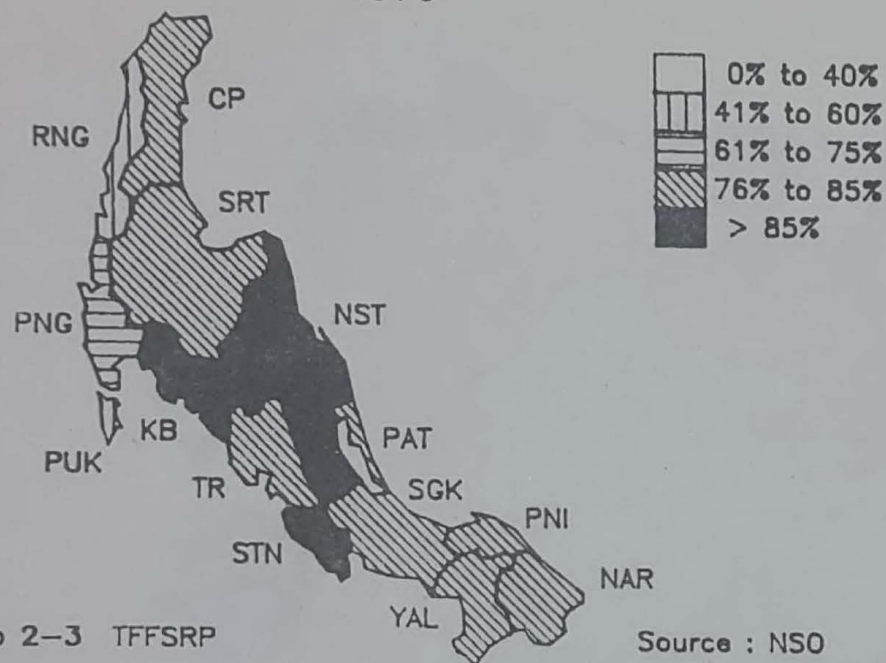 0% to 40%
41% to 60%
61% to 75%
76% to 85%
> 85%
CP
RNG
SRT
PNG
NST
KB
PUK
PAT
TR
SGK
PNI
STN
NAR
YAL
2-3 TFFSRP
Source : NSO